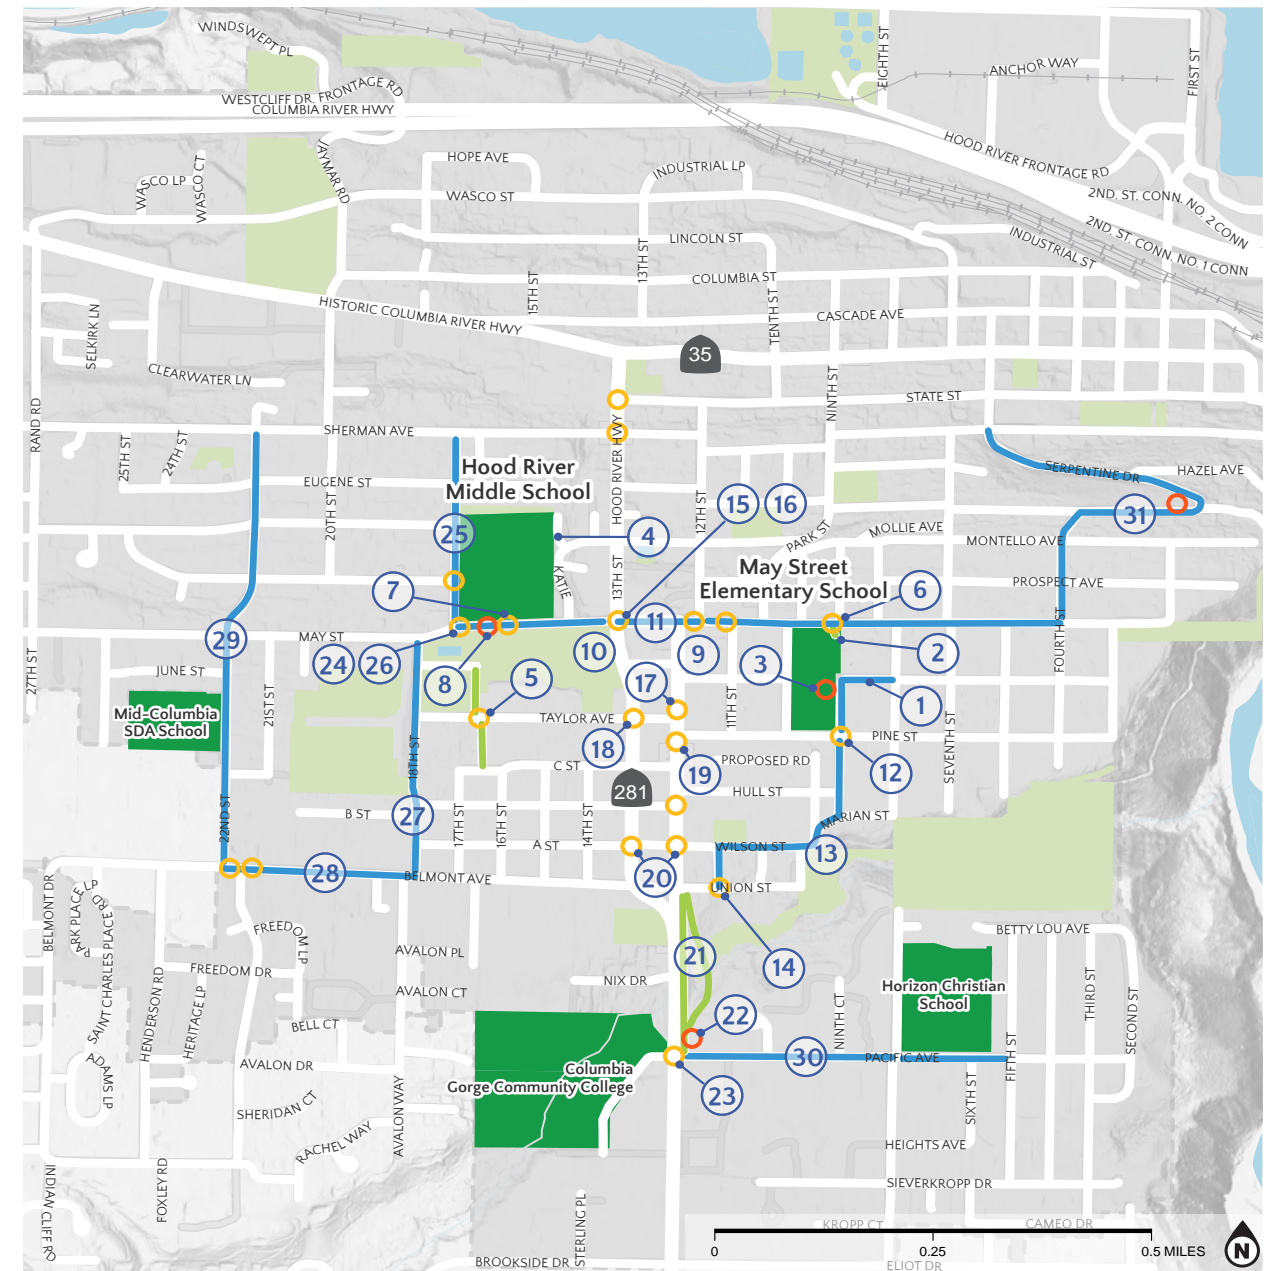 WINDSWEPT PL
EIGHTH ST
ANCHOR WAY
FIRST ST
WESTCLIFF DR. FRONTAGE RD
COLUMBIA RIVER HWY
HOOD RIVER FRONTAGE RD
JAYMAR RD
HOPE AVE
INDUSTRIAL LP
WASCO LP
WASCO CT
WASCO ST
2ND. ST. CONN. NO. 2 CONN
2ND. ST. CONN. NO. 1 CONN
INDUSTRIAL ST
LINCOLN ST
13TH ST
15TH ST
COLUMBIA ST
TENTH ST
HISTORIC COLUMBIA RIVER HWY
CASCADE AVE
SELKIRK LN
35
CLEARWATER LN
NINTH ST
STATE ST
RAND RD
SHERMAN AVE
HOOD RIVER HWY
25TH ST
24TH ST
Hood River
Middle School
SERPENTINE DR
HAZEL AVE
EUGENE ST
20TH ST
12TH ST
15
16
31
25
4
PARK ST
MOLLIE AVE
MONTELLO AVE
May Street
Elementary School
KATIE
13TH ST
7
6
PROSPECT AVE
29
MAY ST
11
FOURTH ST
24
26
10
9
2
27TH ST
JUNE ST
8
5
17
3
1
21ST ST
Mid-Columbia
SDA School
TAYLOR AVE
11TH ST
18
PINE ST
SEVENTH ST
18TH ST
C ST
19
PROPOSED RD
12
281
HULL ST
22ND ST
B ST
27
17TH ST
16TH ST
14TH ST
MARIAN ST
A ST
WILSON ST
13
28
BELMONT AVE
20
UNION ST
BELMONT DR
PARK PLACE LP
PARK PLACE RD
SAINT CHARLES PLACE
FREEDOM LP
BETTY LOU AVE
AVALON PL
21
14
FREEDOM DR
NIX DR
HENDERSON RD
HERITAGE LP
AVALON CT
Horizon Christian
School
THIRD ST
SECOND ST
NINTH CT
22
BELL CT
FIFTH ST
ADAMS LP
AVALON DR
Columbia
Gorge Community College
30
PACIFIC AVE
23
SIXTH ST
SHERIDAN CT
AVALON WAY
RACHEL WAY
HEIGHTS AVE
INDIAN CLIFF RD
FOXLEY RD
SIEVERKROPP DR
STERLING PL
KROPP CT
CAMEO DR
0
0.25
0.5 MILES
N
BROOKSIDE DR
ELIOT DR